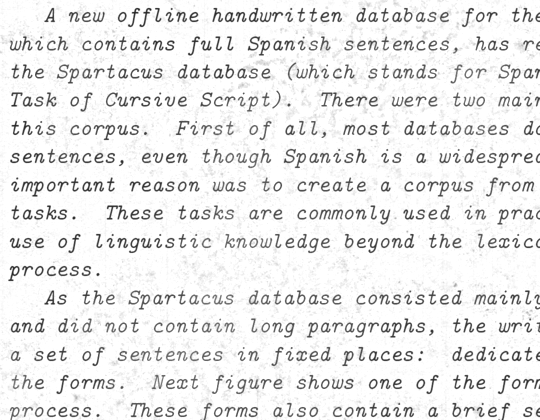 A new offline handwritten database for the
which contains full Spanish sentences, has re
the Spartacus database (which stands for Spar
Task of Cursive Script). There were two main
this corpus. First of all, most databases do
sentences, even though Spanish is a widesprea
important reason was to create a corpus from
tasks. These tasks are commonly used in prac
use of linguistic knowledge beyond the lexico
process.
As the Spartacus database consisted mainly
and did not contain long paragraphs, the writ
a set of sentences in fixed places: dedicate
the forms. Next figure shows one of the form
process. These forms also contain a brief se